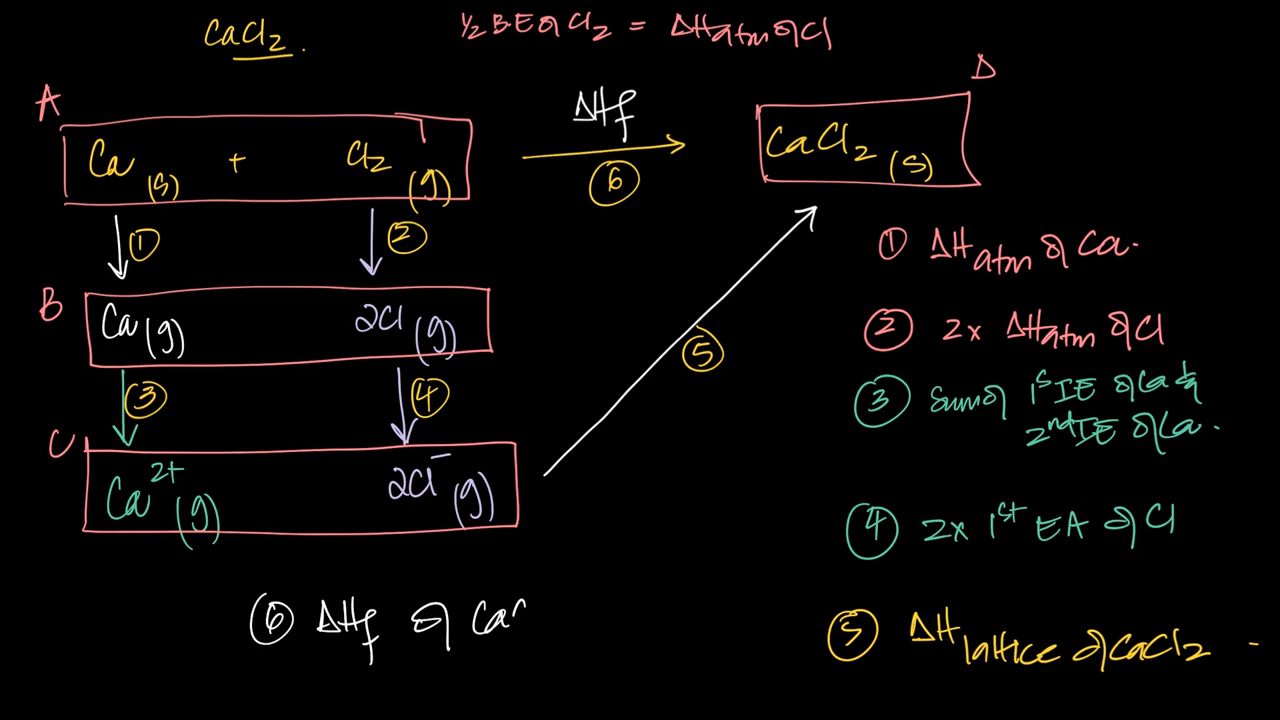 CaCl₂.
½ BE of Cl₂ = ΔHatm of Cl
A
D
Ca (s) + Cl₂ (g)
ΔHf
⑥
CaCl₂ (s)
①
②
① ΔHatm of Ca.
B
Ca (g) 2Cl (g)
② 2x ΔHatm of Cl
⑤
③
④
③ Sum of 1st IE of Ca &
2nd IE of Ca.
C
Ca²⁺ (g) 2Cl⁻ (g)
④ 2x 1st EA of Cl
⑥ ΔHf of Ca
⑤ ΔHlattice of CaCl₂